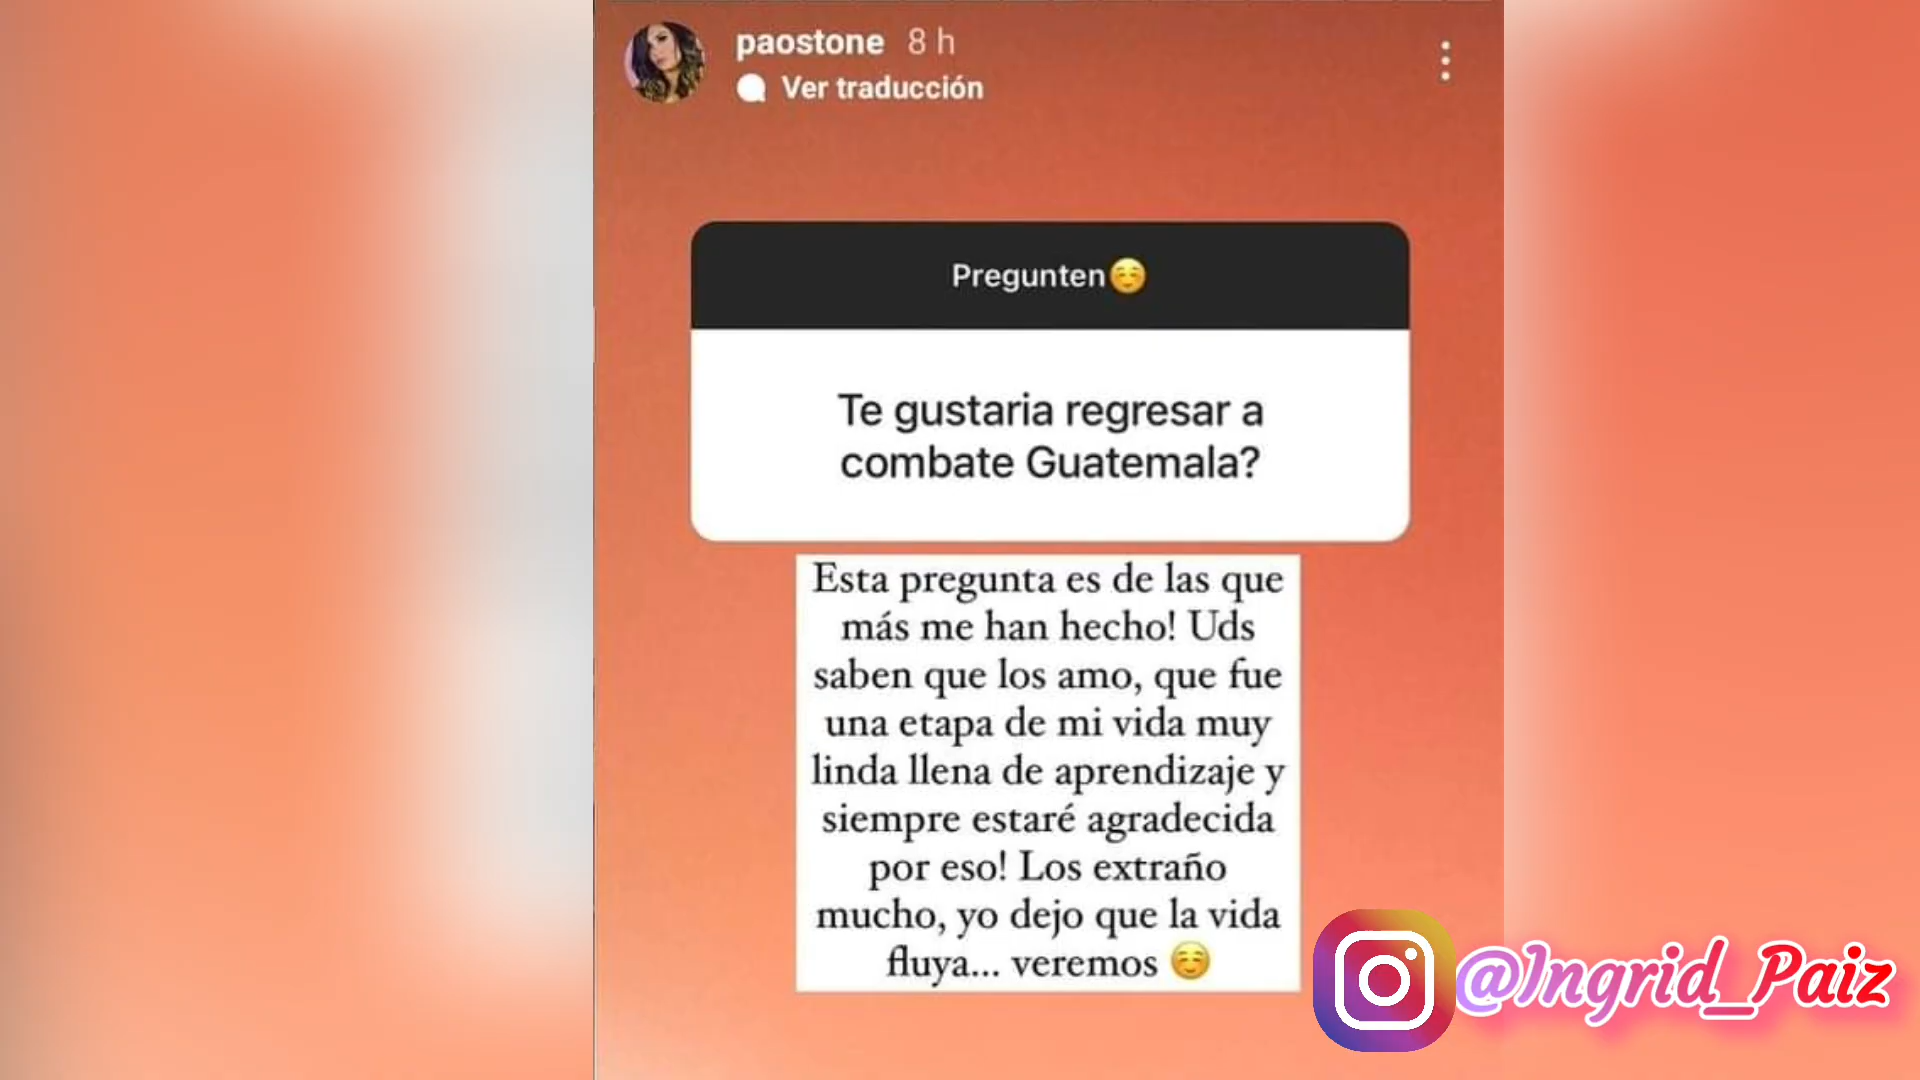 paostone 8 h
Ver traducción
Pregunten☺️
Te gustaria regresar a
combate Guatemala?
Esta pregunta es de las que
más me han hecho! Uds
saben que los amo, que fue
una etapa de mi vida muy
linda llena de aprendizaje y
siempre estaré agradecida
por eso! Los extraño
mucho, yo dejo que la vida
fluya... veremos ☺️
@Ingrid_Paiz